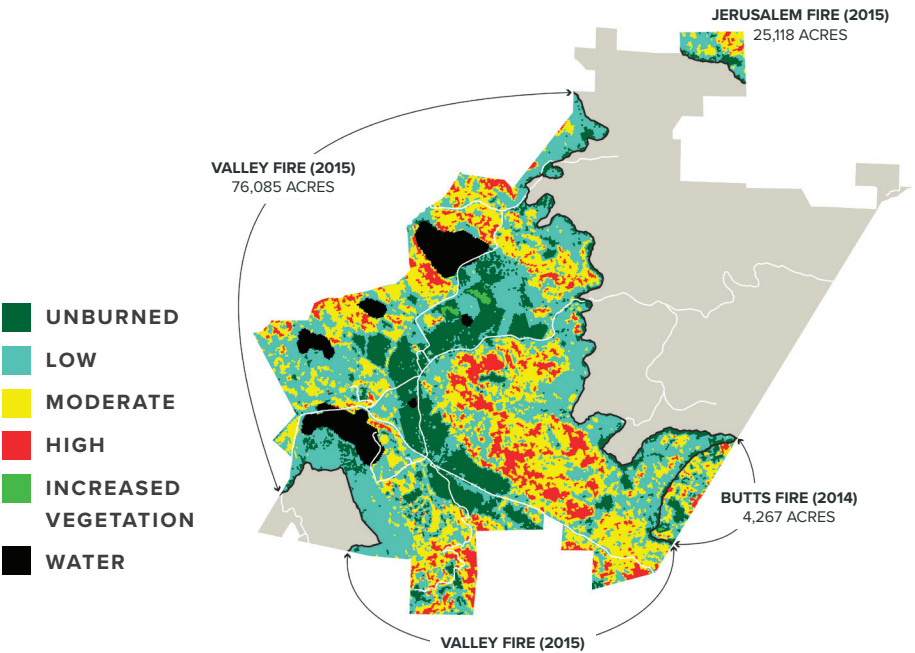 JERUSALEM FIRE (2015)
25,118 ACRES
VALLEY FIRE (2015)
76,085 ACRES
UNBURNED
LOW
MODERATE
HIGH
INCREASED
VEGETATION
WATER
BUTTS FIRE (2014)
4,267 ACRES
VALLEY FIRE (2015)